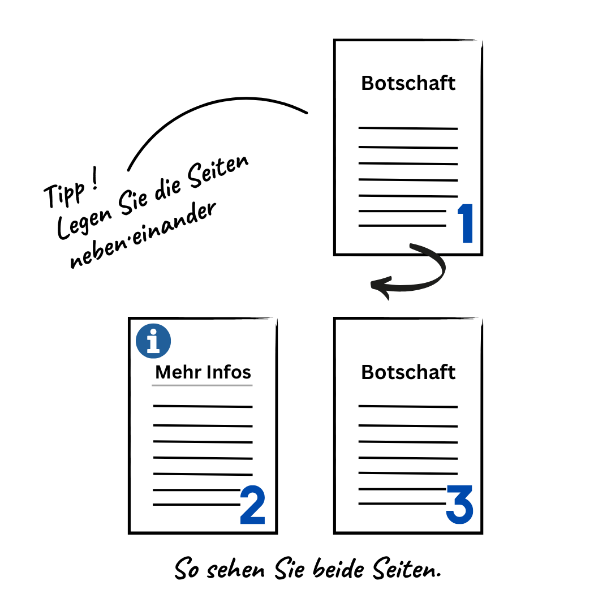 Botschaft
1
Tipp !
Legen Sie die Seiten
neben·einander
i
Mehr Infos
2
Botschaft
3
So sehen Sie beide Seiten.